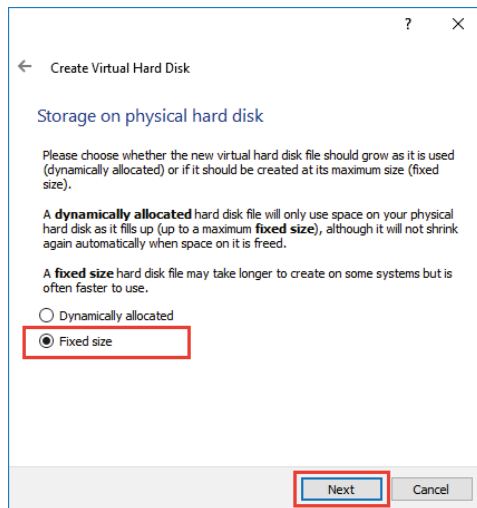 ?
Create Virtual Hard Disk
Storage on physical hard disk
Please choose whether the new virtual hard disk file should grow as it is used
(dynamically allocated) or if it should be created at its maximum size (fixed
size).
A dynamically allocated hard disk file will only use space on your physical
hard disk as it fills up (up to a maximum fixed size), although it will not shrink
again automatically when space on it is freed.
A fixed size hard disk file may take longer to create on some systems but is
often faster to use.
Dynamically allocated
Fixed size
Next Cancel